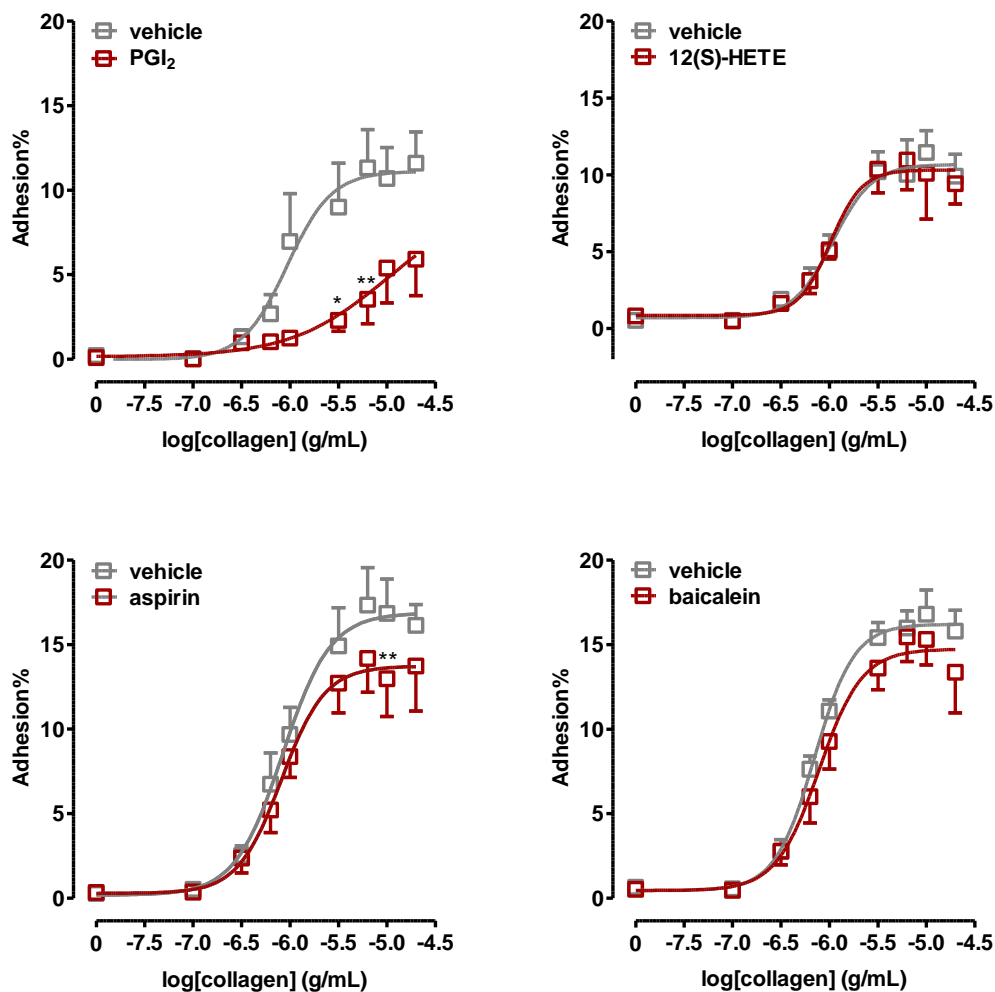 20
15
10
5
0
Adhesion%
vehicle
PGI₂
*
**
0 -7.5 -7.0 -6.5 -6.0 -5.5 -5.0 -4.5
log[collagen] (g/mL)
20
15
10
5
0
Adhesion%
vehicle
12(S)-HETE
0 -7.5 -7.0 -6.5 -6.0 -5.5 -5.0 -4.5
log[collagen] (g/mL)
20
15
10
5
0
Adhesion%
vehicle
aspirin
**
0 -7.5 -7.0 -6.5 -6.0 -5.5 -5.0 -4.5
log[collagen] (g/mL)
20
15
10
5
0
Adhesion%
vehicle
baicalein
0 -7.5 -7.0 -6.5 -6.0 -5.5 -5.0 -4.5
log[collagen] (g/mL)